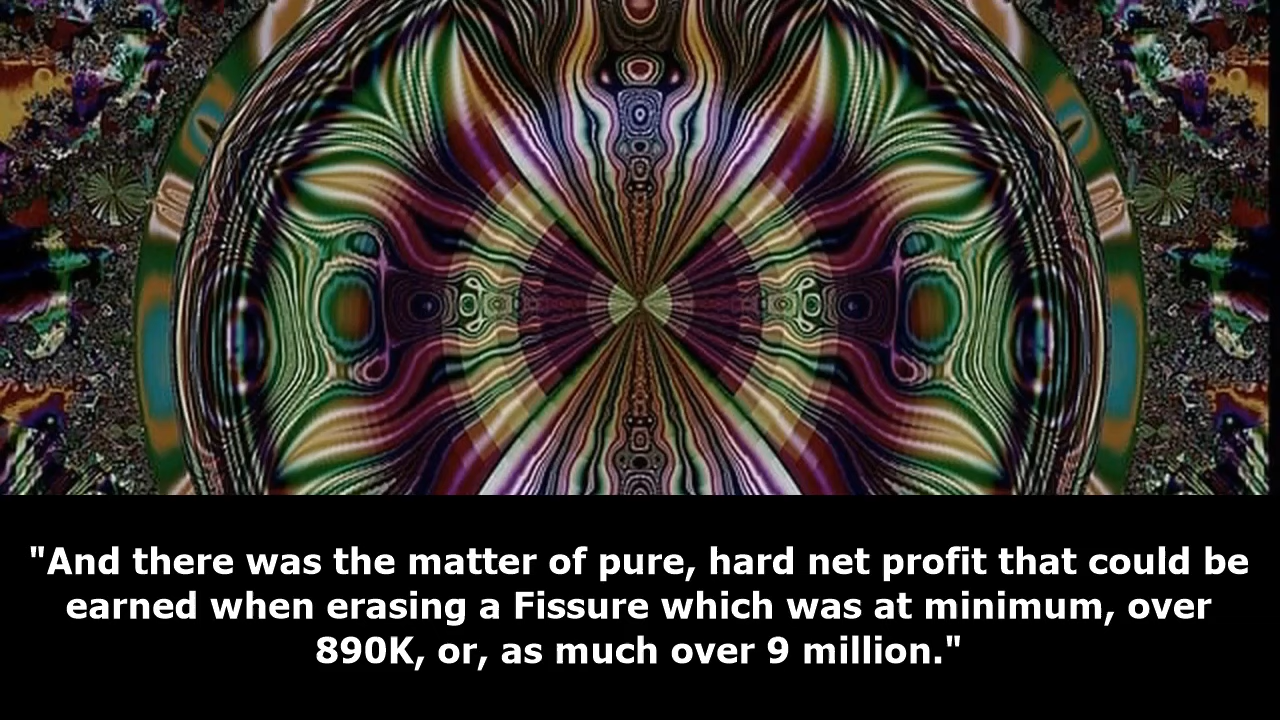 "And there was the matter of pure, hard net profit that could be
earned when erasing a Fissure which was at minimum, over
890K, or, as much over 9 million."